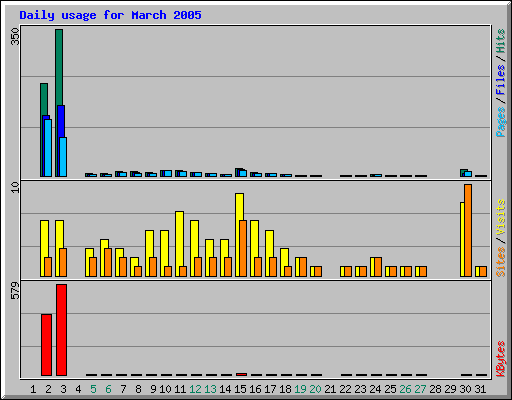 Daily usage for March 2005
350
Pages / Files / Hits
10
Sites / Visits
579
KBytes
1 2 3 4 5 6 7 8 9 10 11 12 13 14 15 16 17 18 19 20 21 22 23 24 25 26 27 28 29 30 31